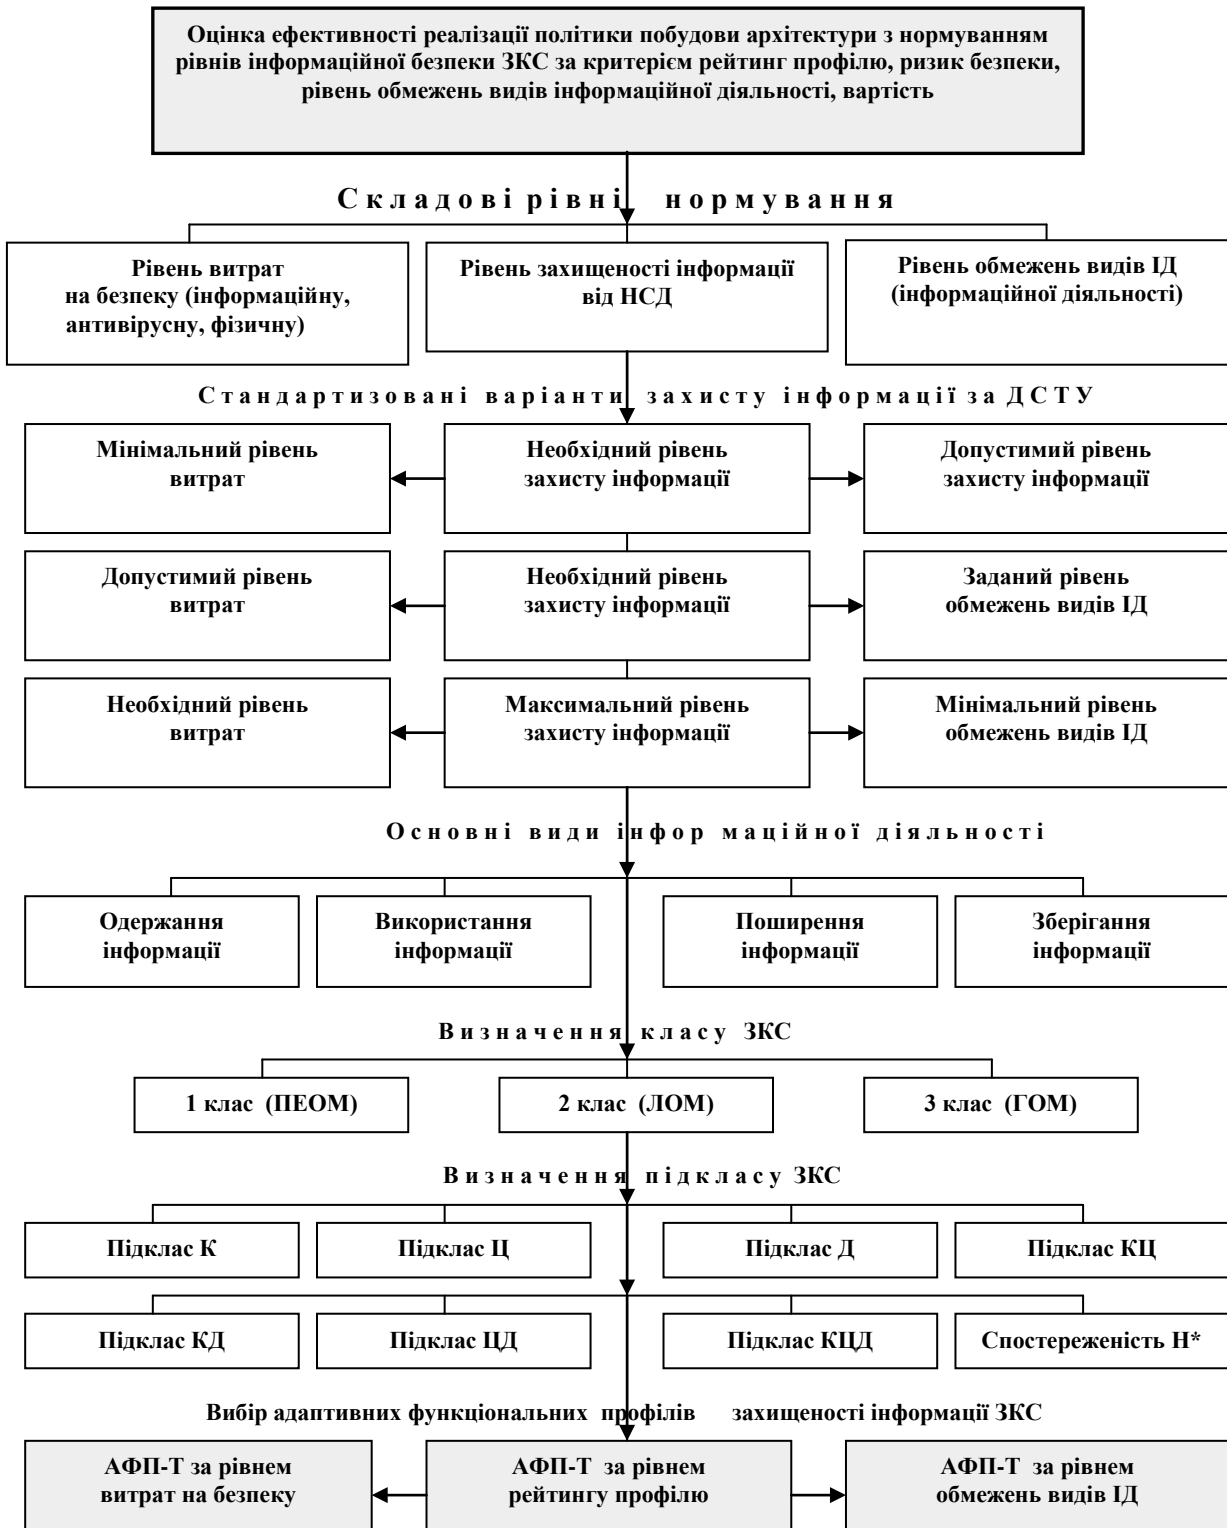 Оцінка ефективності реалізації політики побудови архітектури з нормуванням
рівнів інформаційної безпеки ЗКС за критерієм рейтинг профілю, ризик безпеки,
рівень обмежень видів інформаційної діяльності, вартість
Складові рівні нормування
Рівень витрат
на безпеку (інформаційну,
антивірусну, фізичну)
Рівень захищеності інформації
від НСД
Рівень обмежень видів ІД
(інформаційної діяльності)
Стандартизовані варіанти захисту інформації за ДСТУ
Мінімальний рівень
витрат
Необхідний рівень
захисту інформації
Допустимий рівень
захисту інформації
Допустимий рівень
витрат
Необхідний рівень
захисту інформації
Заданий рівень
обмежень видів ІД
Необхідний рівень
витрат
Максимальний рівень
захисту інформації
Мінімальний рівень
обмежень видів ІД
Основні види інфор маційної діяльності
Одержання
інформації
Використання
інформації
Поширення
інформації
Зберігання
інформації
Визначення класу ЗКС
1 клас (ПЕОМ)
2 клас (ЛОМ)
3 клас (ГОМ)
Визначення підкласу ЗКС
Підклас К
Підклас Ц
Підклас Д
Підклас КЦ
Підклас КД
Підклас ЦД
Підклас КЦД
Спостереженість Н*
Вибір адаптивних функціональних профілів захищеності інформації ЗКС
АФП-Т за рівнем
витрат на безпеку
АФП-Т за рівнем
рейтингу профілю
АФП-Т за рівнем
обмежень видів ІД